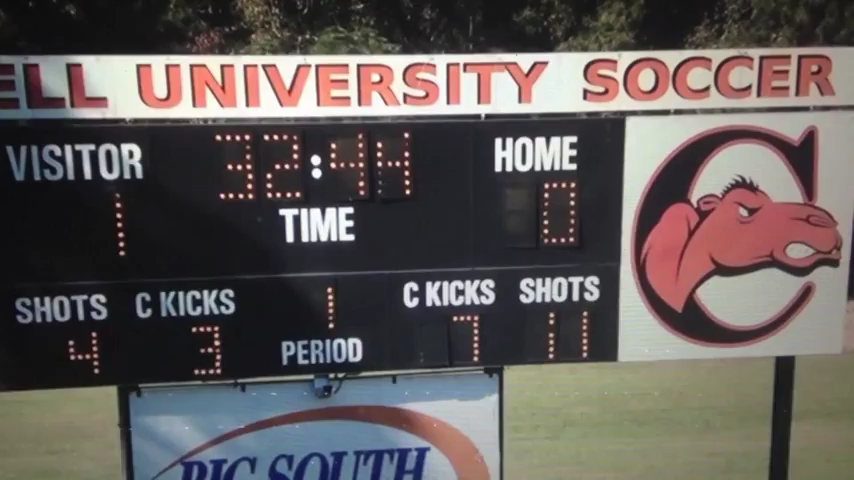 ELL UNIVERSITY SOCCER
VISITOR 32:44 HOME
1 TIME 0
SHOTS C KICKS 1 C KICKS SHOTS
4 3 PERIOD 7 11
BIG SOUTH
C